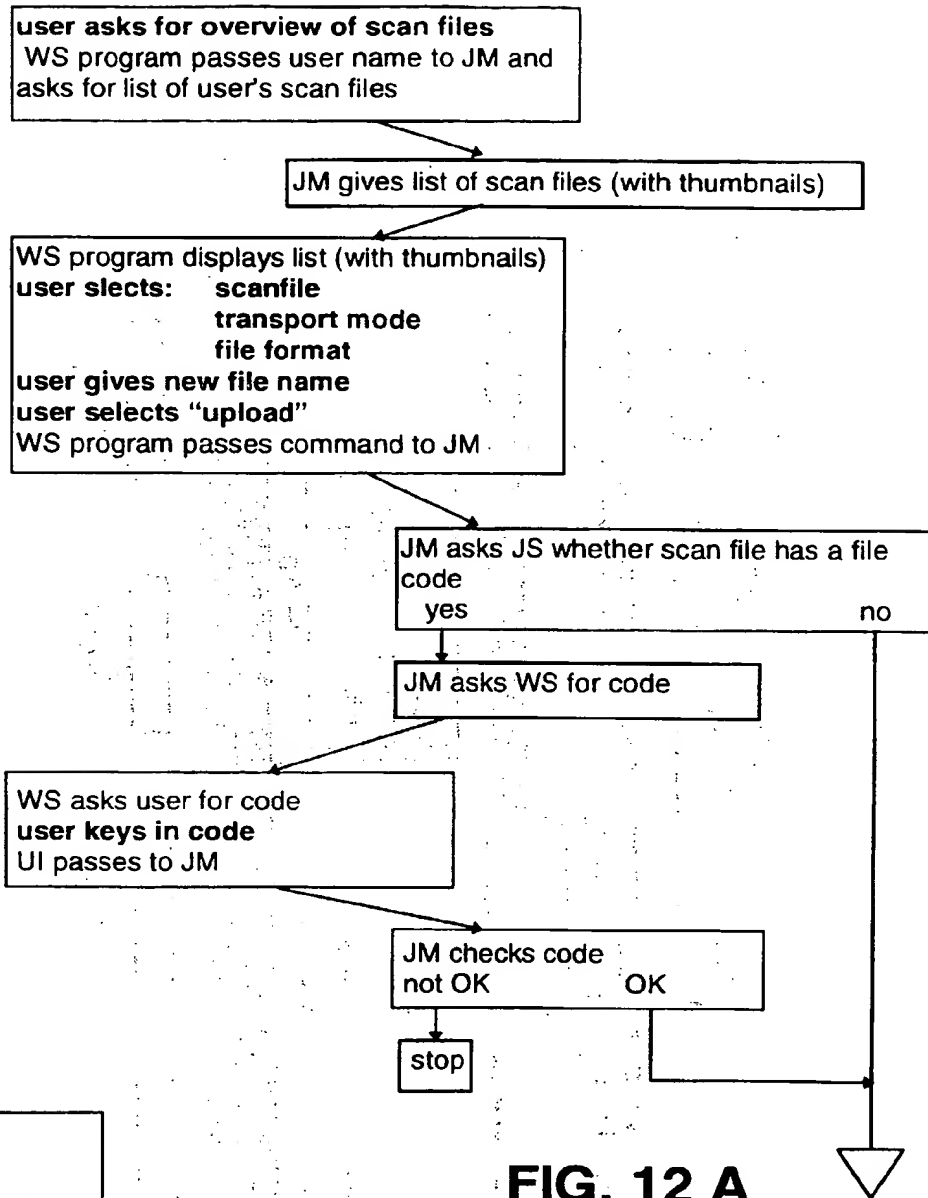 user asks for overview of scan files
WS program passes user name to JM and
asks for list of user's scan files
JM gives list of scan files (with thumbnails)
WS program displays list (with thumbnails)
user slects: scanfile
transport mode
file format
user gives new file name
user selects "upload"
WS program passes command to JM
JM asks JS whether scan file has a file
code
yes no
JM asks WS for code
WS asks user for code
user keys in code
UI passes to JM
JM checks code
not OK OK
stop
FIG. 12 A